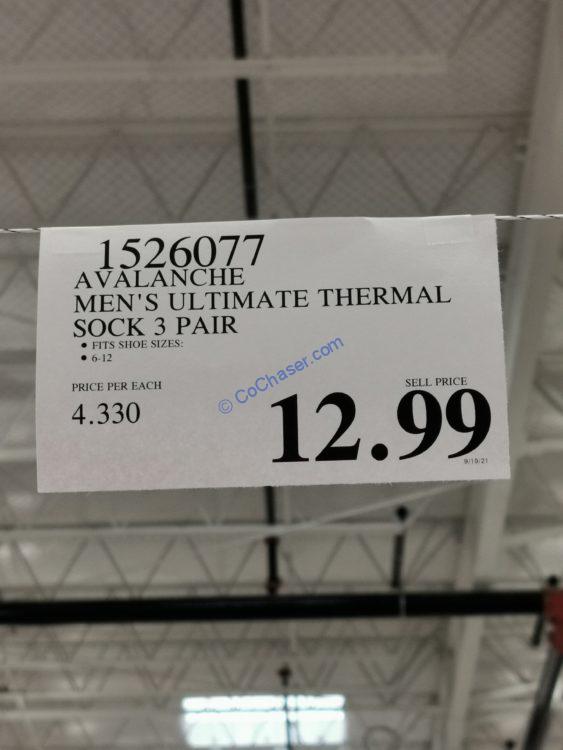 1526077
AVALANCHE
MEN'S ULTIMATE THERMAL
SOCK 3 PAIR
• FITS SHOE SIZES:
• 6-12
© CoChaser.com
PRICE PER EACH
4.330
SELL PRICE
12.99
9/19/21